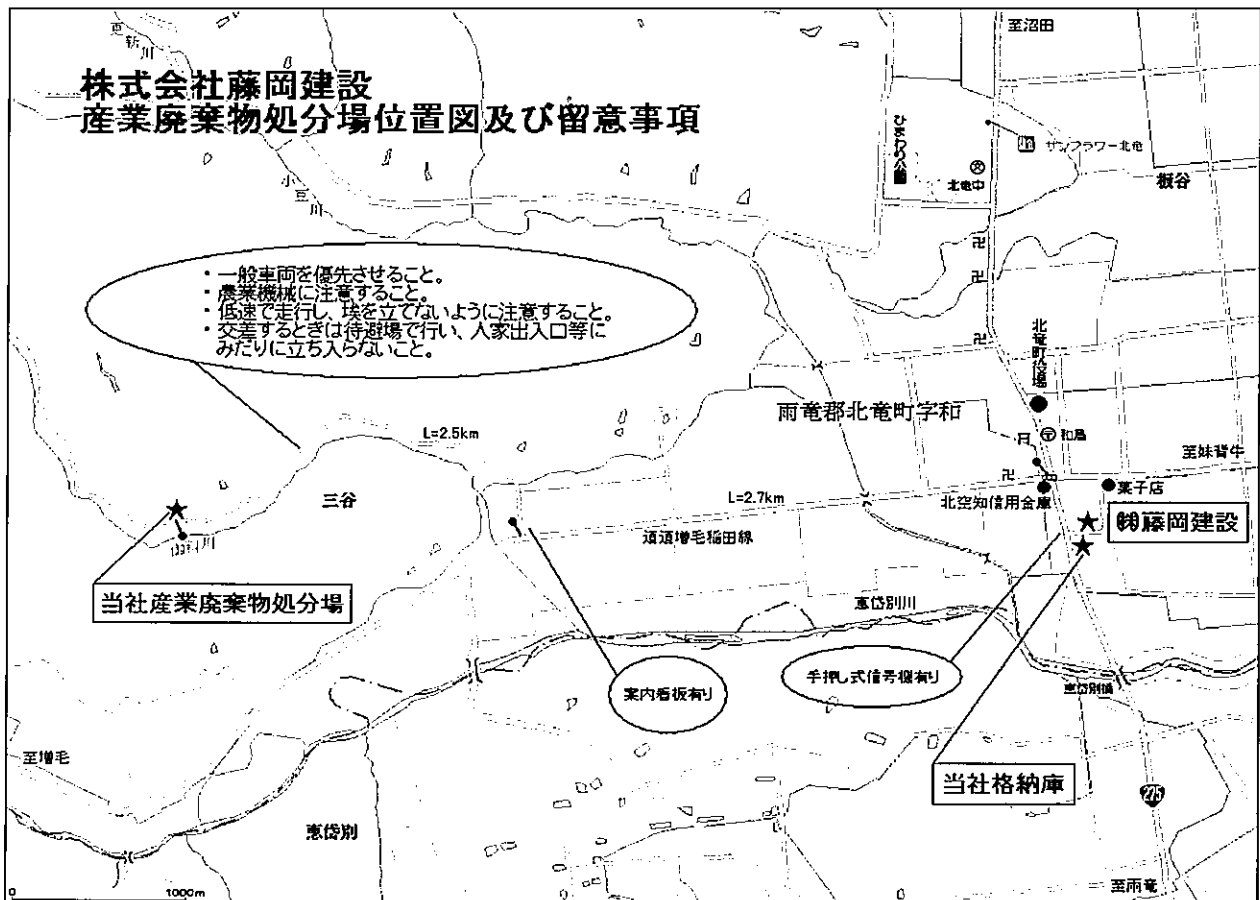 株式会社藤岡建設
産業廃棄物処分場位置図及び留意事項
更新川
小豆川
至沼田
ひまわり公園
サンフラワー北竜
北竜中
板谷
・一般車両を優先させること。
・農業機械に注意すること。
・低速で走行し、埃を立てないように注意すること。
・交差するときは待避場で行い、人家出入口等に
みたりに立ち入らないこと。
北竜町役場
雨竜郡北竜町字和
和局
至妹背牛
L=2.5km
三谷
L=2.7km
北空知信用金庫
菓子店
㈱藤岡建設
道道増毛稲田線
当社産業廃棄物処分場
恵岱別川
案内看板有り
手押し式信号機有り
恵岱別橋
至増毛
当社格納庫
275
恵岱別
至雨竜
0 1000m